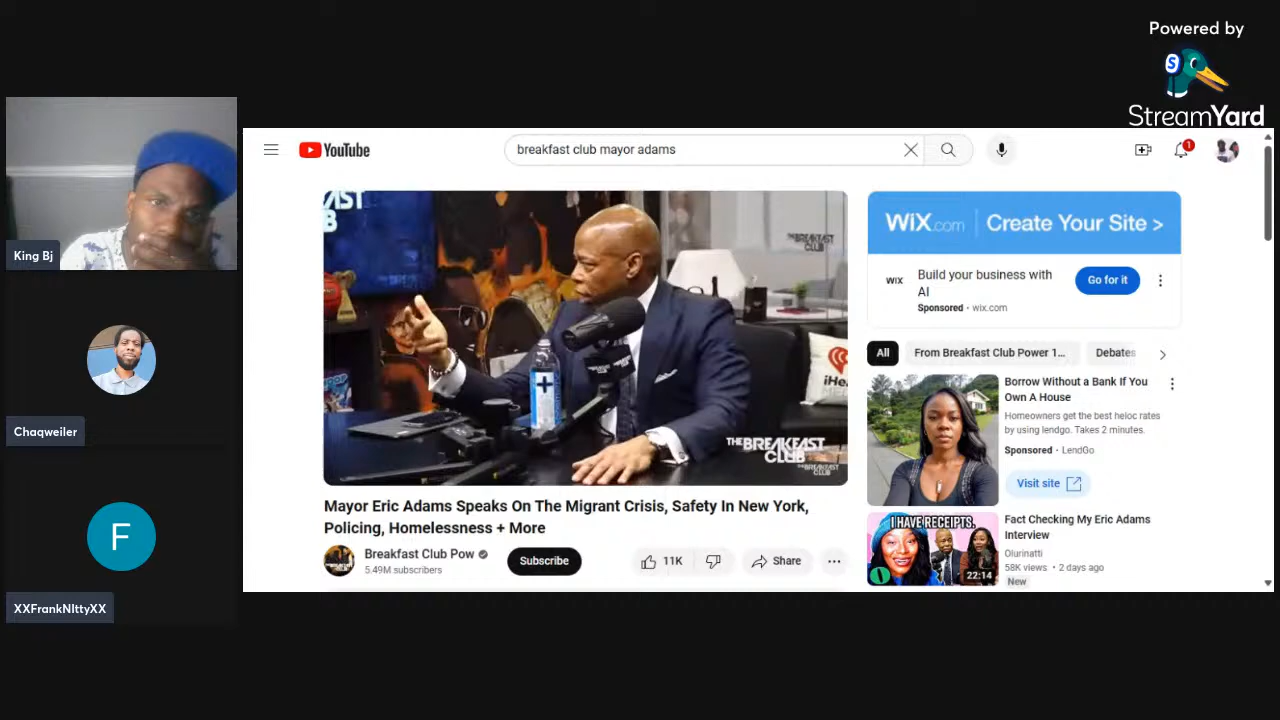 Powered by
StreamYard
King Bj
Chaqweiler
F
XXFrankNIttyXX
YouTube
breakfast club mayor adams
1
THE BREAKFAST
CLUB
Mayor Eric Adams Speaks On The Migrant Crisis, Safety In New York,
Policing, Homelessness + More
Breakfast Club Pow
5.49M subscribers
Subscribe
11K
Share
WIX.com
Create Your Site >
WIX
Build your business with
AI
Sponsored · wix.com
Go for it
All
From Breakfast Club Power 1...
Debates
Borrow Without a Bank If You
Own A House
Homeowners get the best heloc rates
by using lendgo. Takes 2 minutes.
Sponsored · LendGo
Visit site
I HAVE RECEIPTS.
22:14
Fact Checking My Eric Adams
Interview
Olurinatti
58K views · 2 days ago
New